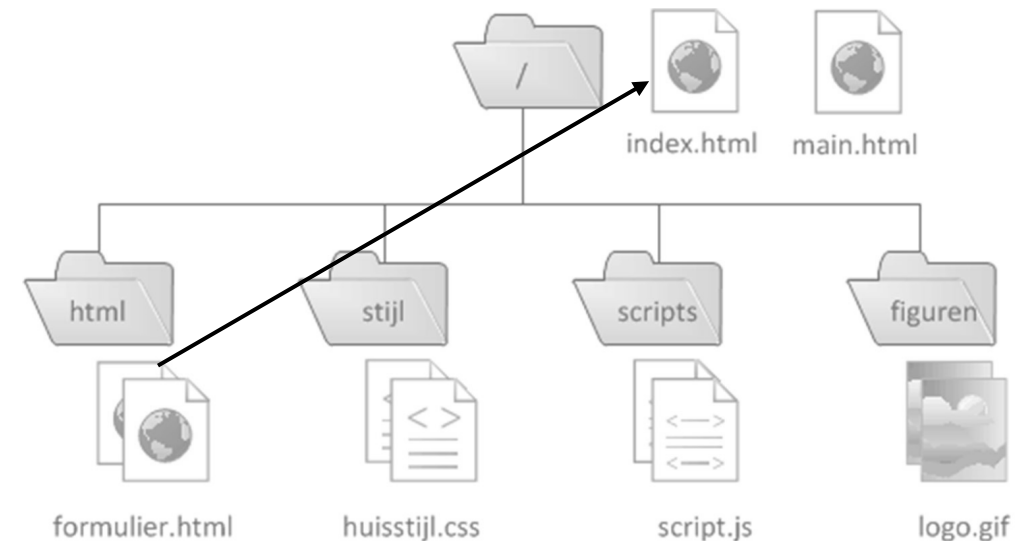 /
index.html
main.html
html
stijl
scripts
figuren
< >
<—>
<—>
formulier.html
huisstijl.css
script.js
logo.gif